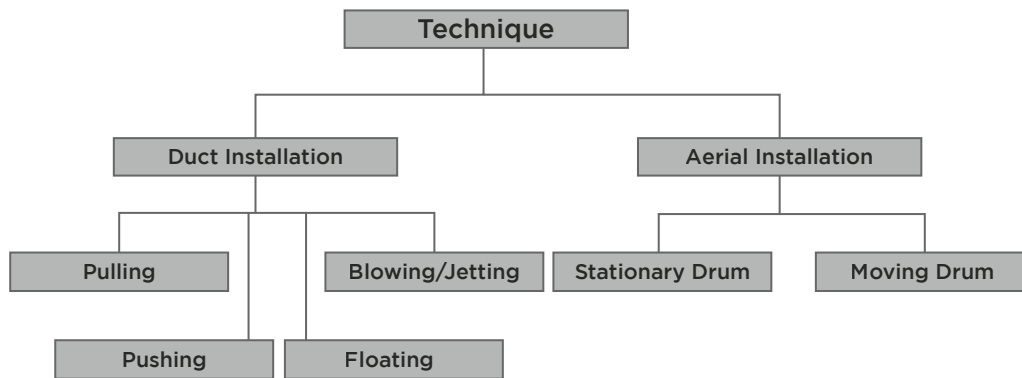 Technique
Duct Installation
Aerial Installation
Pulling
Blowing/Jetting
Stationary Drum
Moving Drum
Pushing
Floating